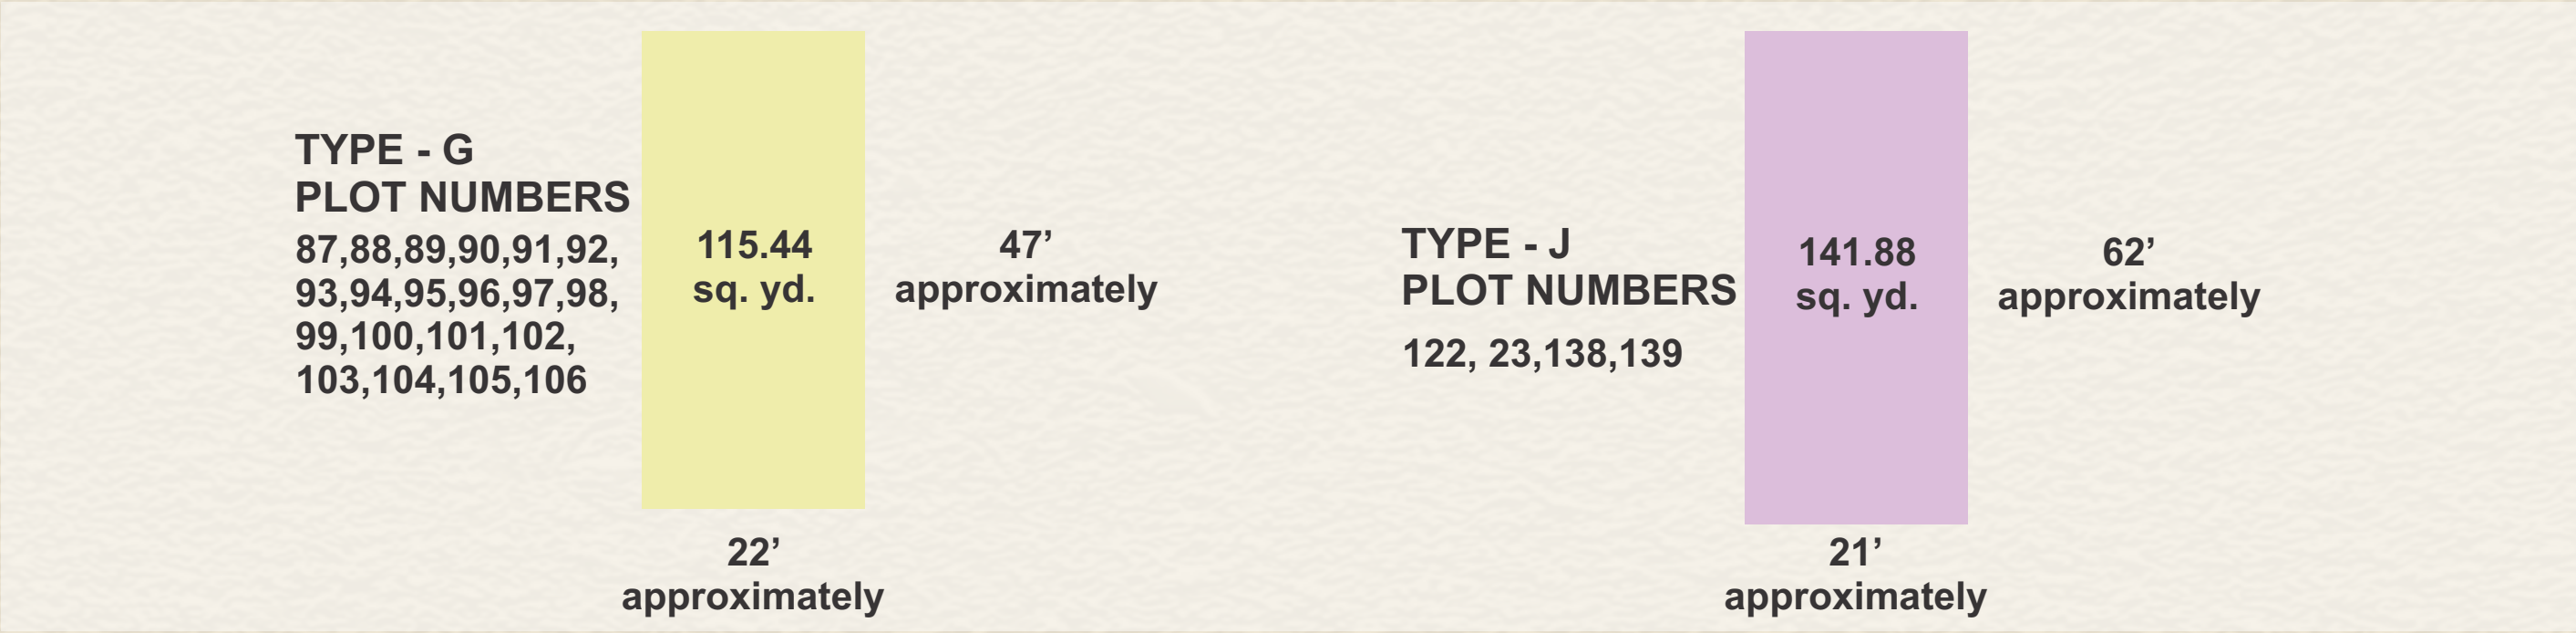 TYPE - G
PLOT NUMBERS
87,88,89,90,91,92,
93,94,95,96,97,98,
99,100,101,102,
103,104,105,106
115.44
sq. yd.
47’
approximately
22’
approximately
TYPE - J
PLOT NUMBERS
122, 23,138,139
141.88
sq. yd.
62’
approximately
21’
approximately